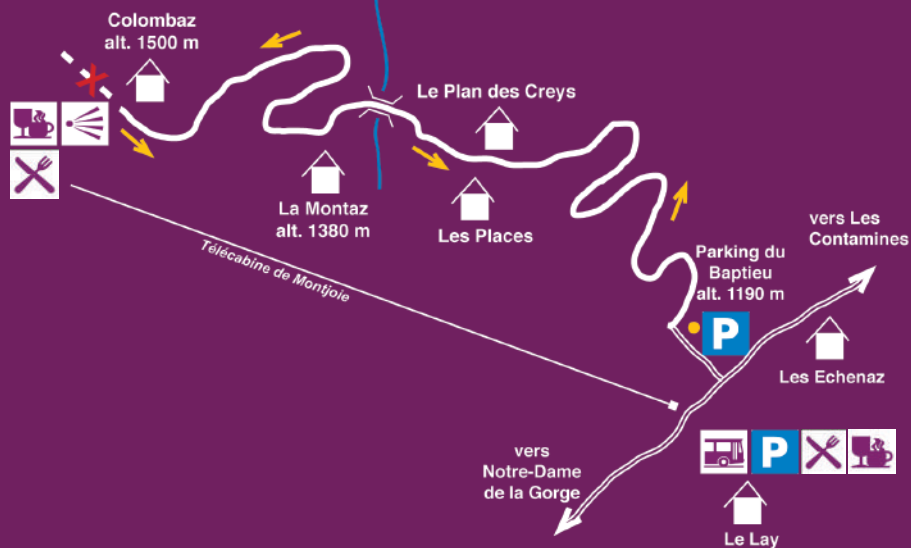 Colombaz
alt. 1500 m
Le Plan des Creys
La Montaz
alt. 1380 m
Les Places
Télécabine de Montjoie
vers Les
Contamines
Parking du
Baptieu
alt. 1190 m
P
Les Echenaz
vers
Notre-Dame
de la Gorge
P
Le Lay